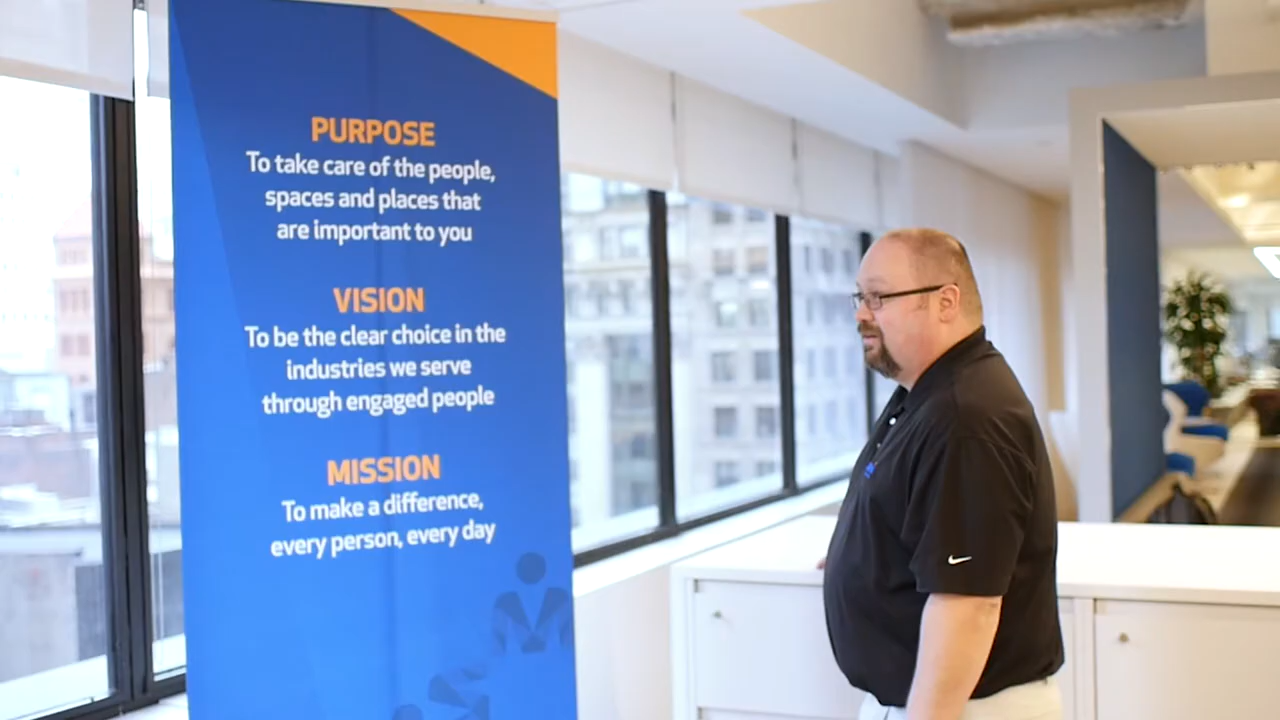 PURPOSE
To take care of the people,
spaces and places that
are important to you
VISION
To be the clear choice in the
industries we serve
through engaged people
MISSION
To make a difference,
every person, every day